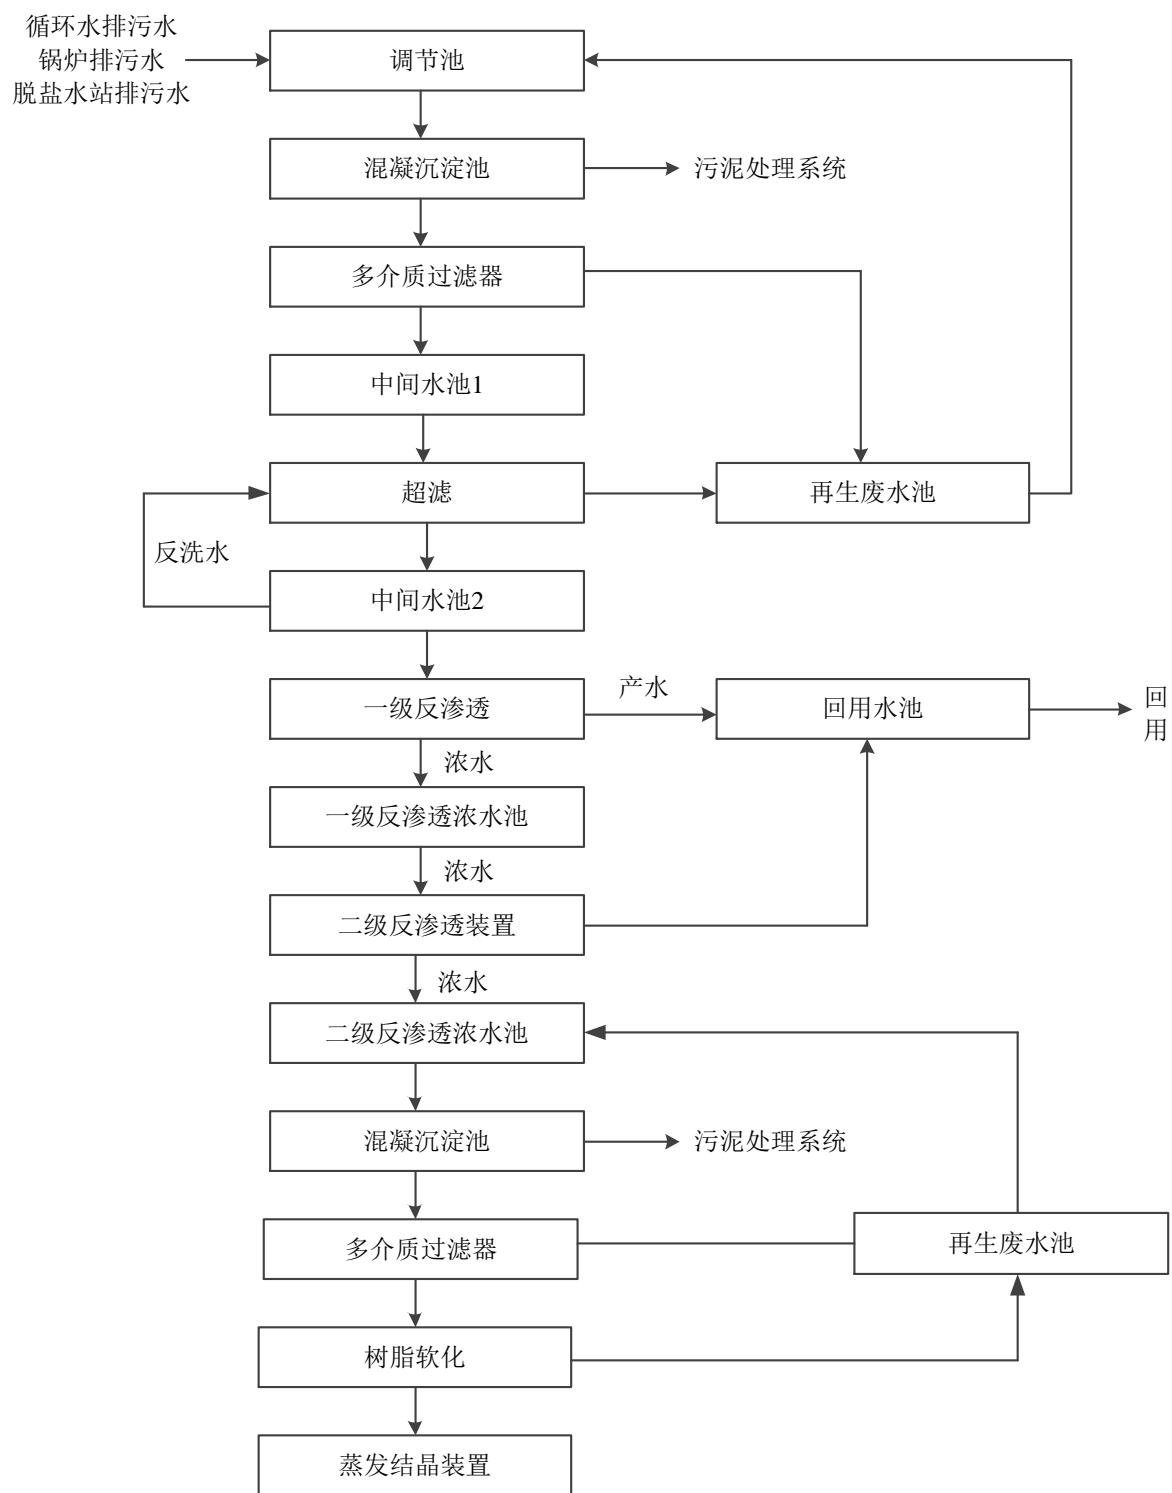 循环水排污水
锅炉排污水
脱盐水站排污水
调节池
混凝沉淀池
污泥处理系统
多介质过滤器
中间水池1
超滤
再生废水池
反洗水
中间水池2
一级反渗透
产水
回用水池
回
用
浓水
一级反渗透浓水池
浓水
二级反渗透装置
浓水
二级反渗透浓水池
混凝沉淀池
污泥处理系统
多介质过滤器
再生废水池
树脂软化
蒸发结晶装置